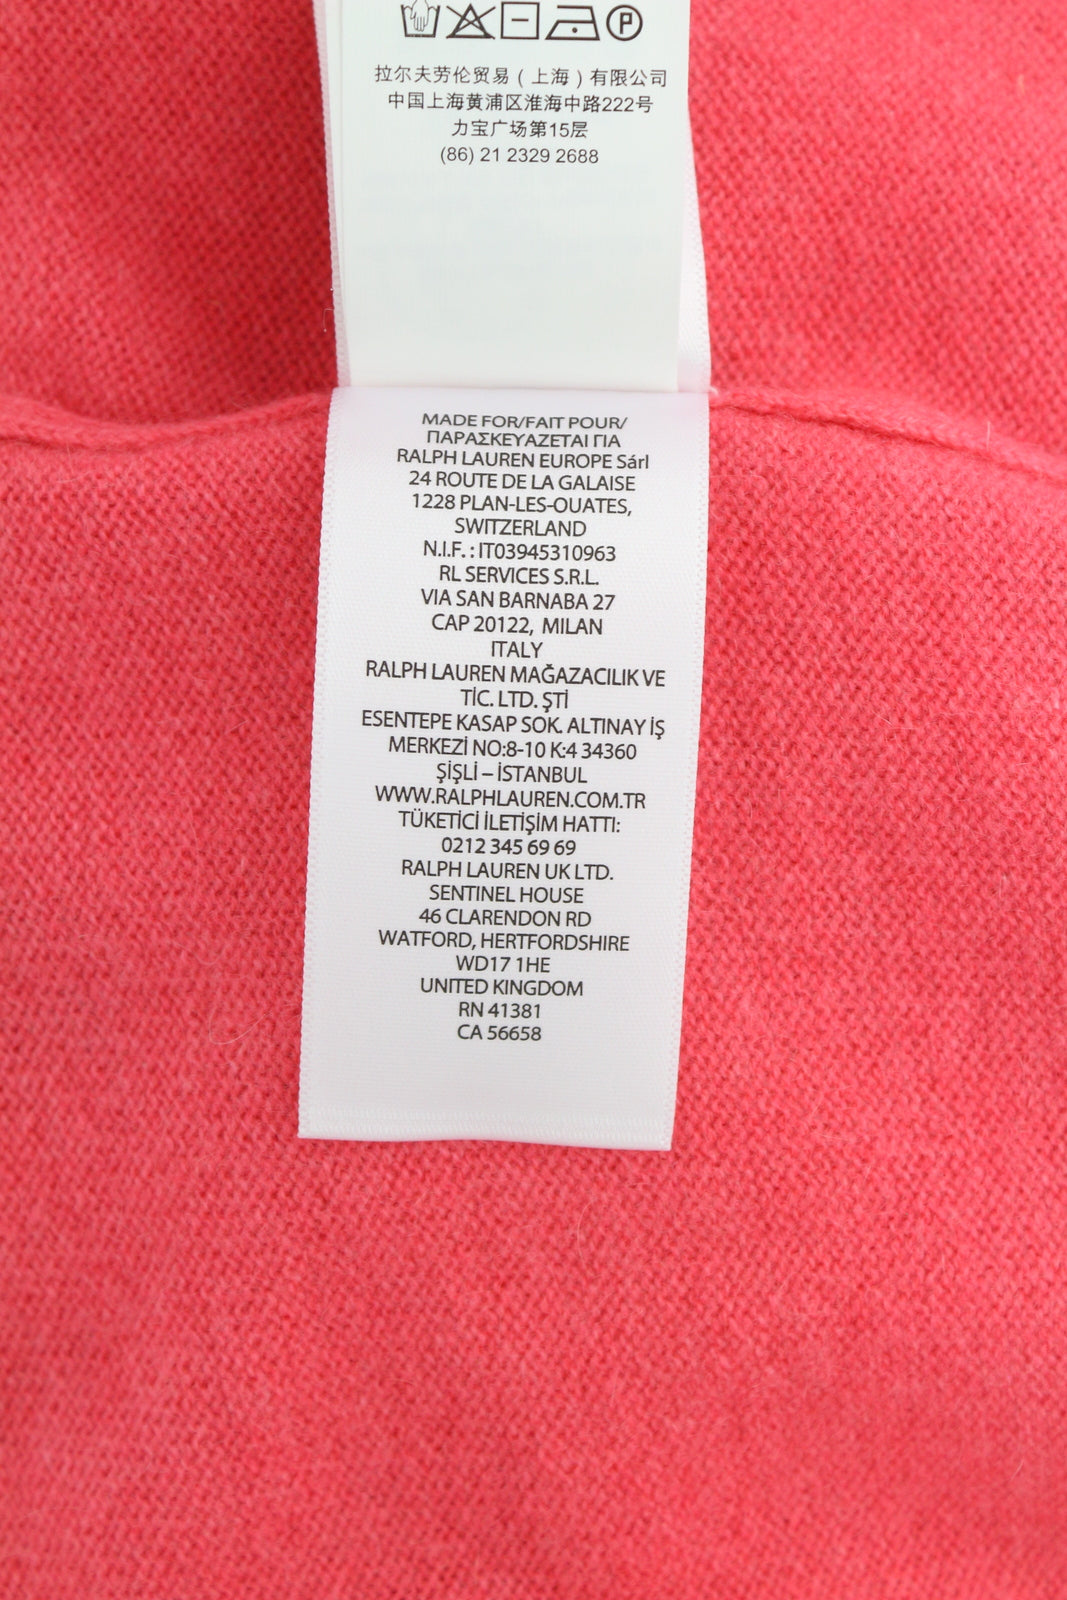 P
拉尔夫劳伦贸易（上海）有限公司
中国上海黄浦区淮海中路222号
力宝广场第15层
(86) 21 2329 2688
MADE FOR/FAIT POUR/
ΠΑΡΑΣΚΕΥΑΖΕΤΑΙ ΓΙΑ
RALPH LAUREN EUROPE Sárl
24 ROUTE DE LA GALAISE
1228 PLAN-LES-OUATES,
SWITZERLAND
N.I.F. : IT03945310963
RL SERVICES S.R.L.
VIA SAN BARNABA 27
CAP 20122, MILAN
ITALY
RALPH LAUREN MAĞAZACILIK VE
TİC. LTD. ŞTİ
ESENTEPE KASAP SOK. ALTINAY İŞ
MERKEZİ NO:8-10 K:4 34360
ŞİŞLİ – İSTANBUL
WWW.RALPHLAUREN.COM.TR
TÜKETİCİ İLETİŞİM HATTI:
0212 345 69 69
RALPH LAUREN UK LTD.
SENTINEL HOUSE
46 CLARENDON RD
WATFORD, HERTFORDSHIRE
WD17 1HE
UNITED KINGDOM
RN 41381
CA 56658